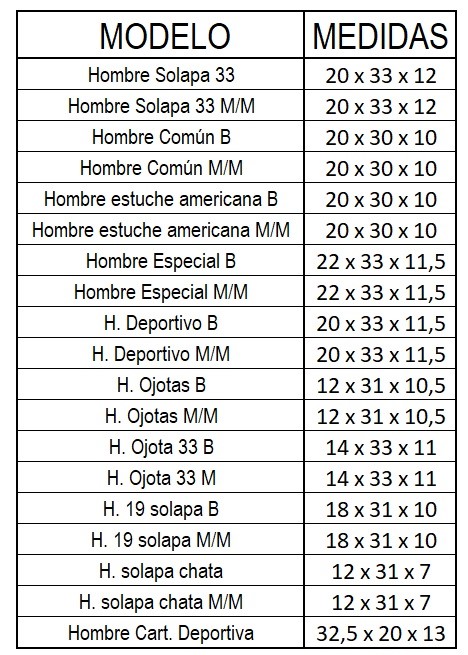 MODELO MEDIDAS
Hombre Solapa 33 20 x 33 x 12
Hombre Solapa 33 M/M 20 x 33 x 12
Hombre Común B 20 x 30 x 10
Hombre Común M/M 20 x 30 x 10
Hombre estuche americana B 20 x 30 x 10
Hombre estuche americana M/M 20 x 30 x 10
Hombre Especial B 22 x 33 x 11,5
Hombre Especial M/M 22 x 33 x 11,5
H. Deportivo B 20 x 33 x 11,5
H. Deportivo M/M 20 x 33 x 11,5
H. Ojotas B 12 x 31 x 10,5
H. Ojotas M/M 12 x 31 x 10,5
H. Ojota 33 B 14 x 33 x 11
H. Ojota 33 M 14 x 33 x 11
H. 19 solapa B 18 x 31 x 10
H. 19 solapa M/M 18 x 31 x 10
H. solapa chata 12 x 31 x 7
H. solapa chata M/M 12 x 31 x 7
Hombre Cart. Deportiva 32,5 x 20 x 13